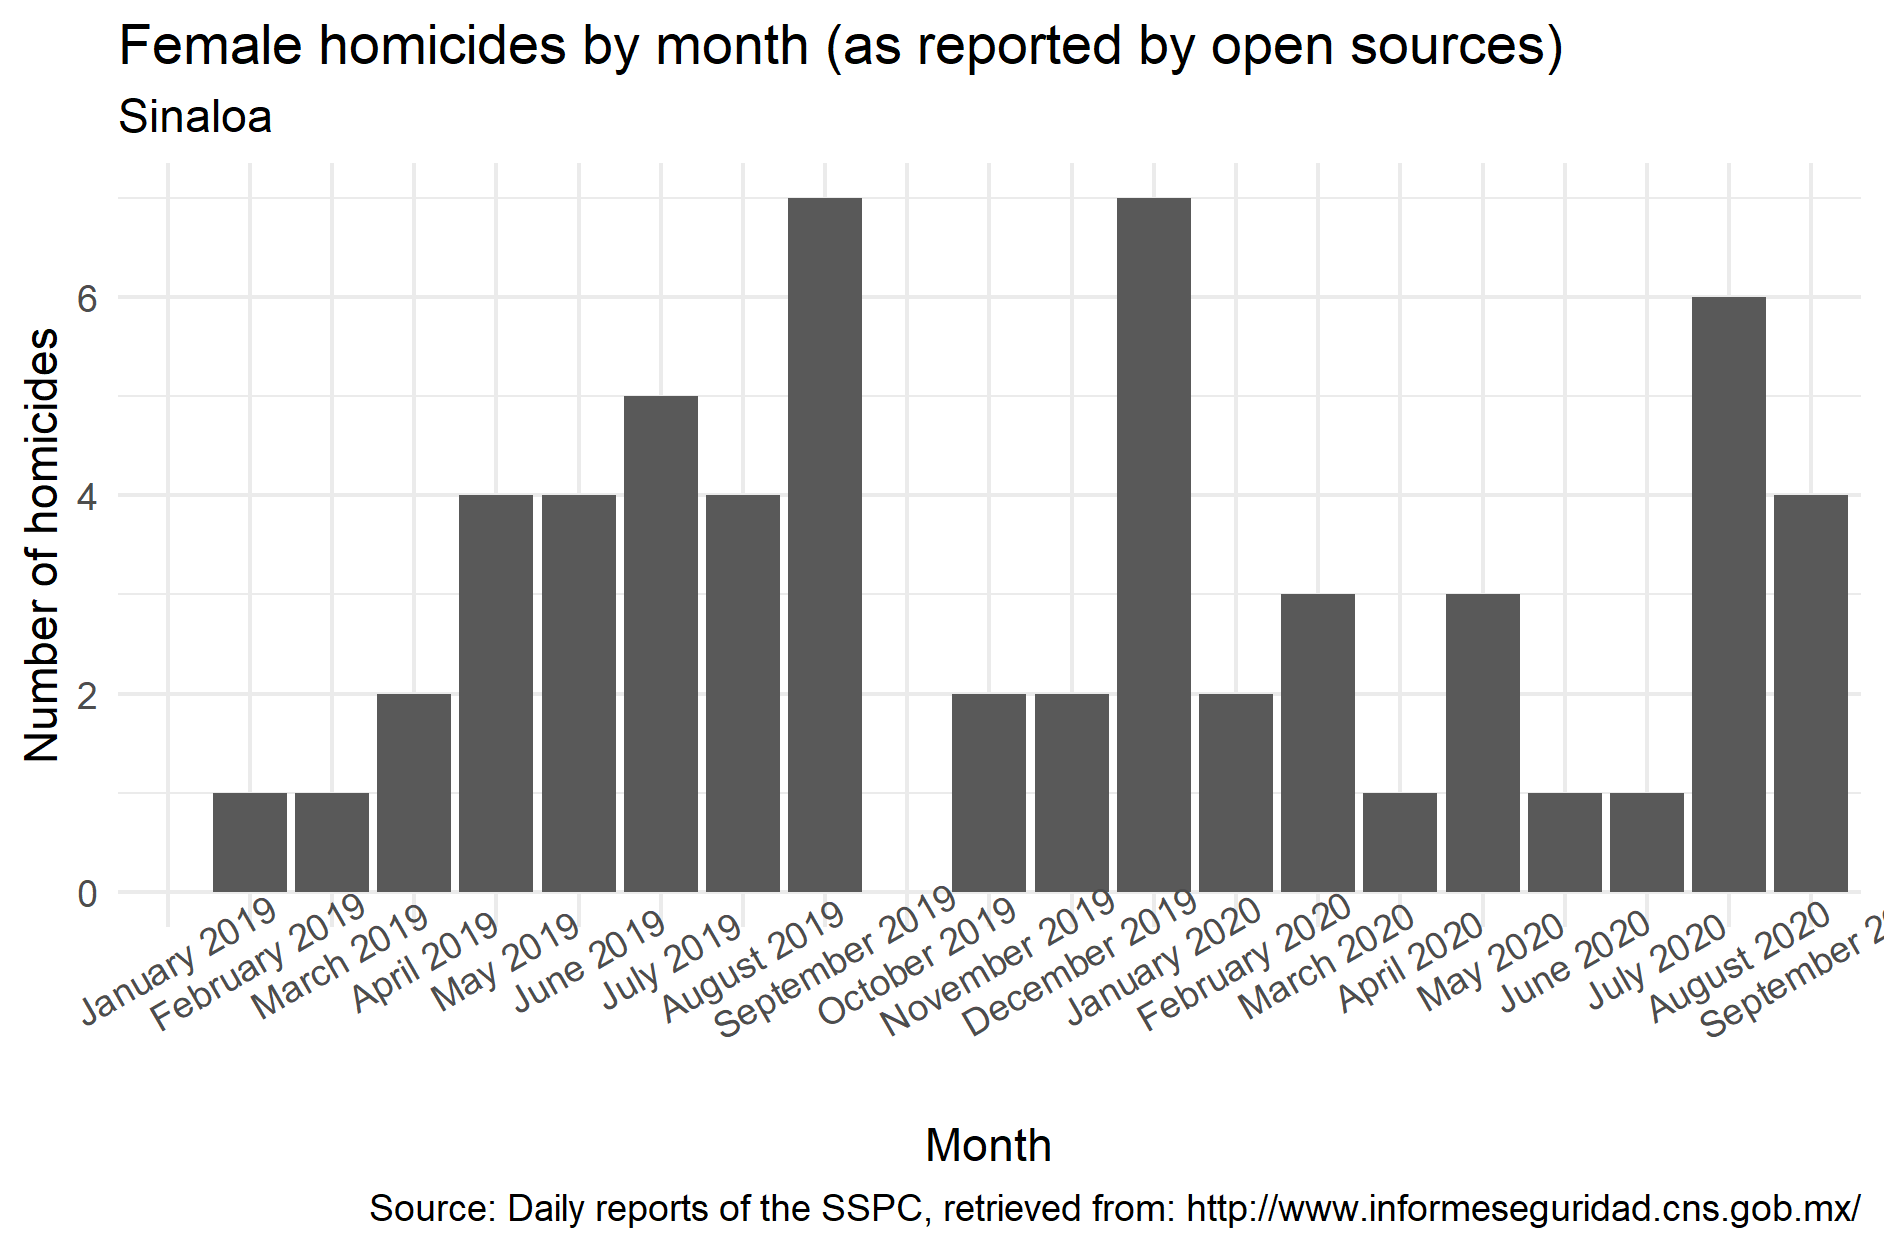 Female homicides by month (as reported by open sources)
Sinaloa
Number of homicides
6
4
2
0
January 2019
February 2019
March 2019
April 2019
May 2019
June 2019
July 2019
August 2019
September 2019
October 2019
November 2019
December 2019
January 2020
February 2020
March 2020
April 2020
May 2020
June 2020
July 2020
August 2020
September
Month
Source: Daily reports of the SSPC, retrieved from: http://www.informeseguridad.cns.gob.mx/